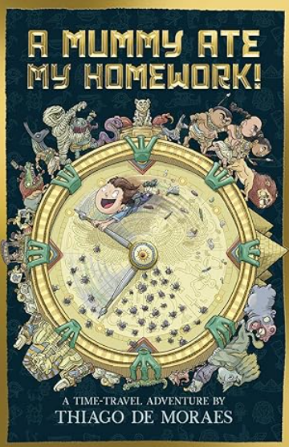 A MUMMY ATE
MY HOMEWORK!
A TIME-TRAVEL ADVENTURE BY
THIAGO DE MORAES